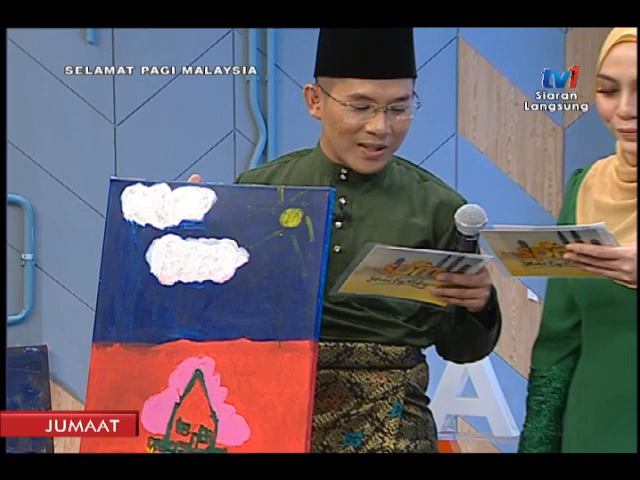 SELAMAT PAGI MALAYSIA
tv1
Siaran
Langsung
A
JUMAAT